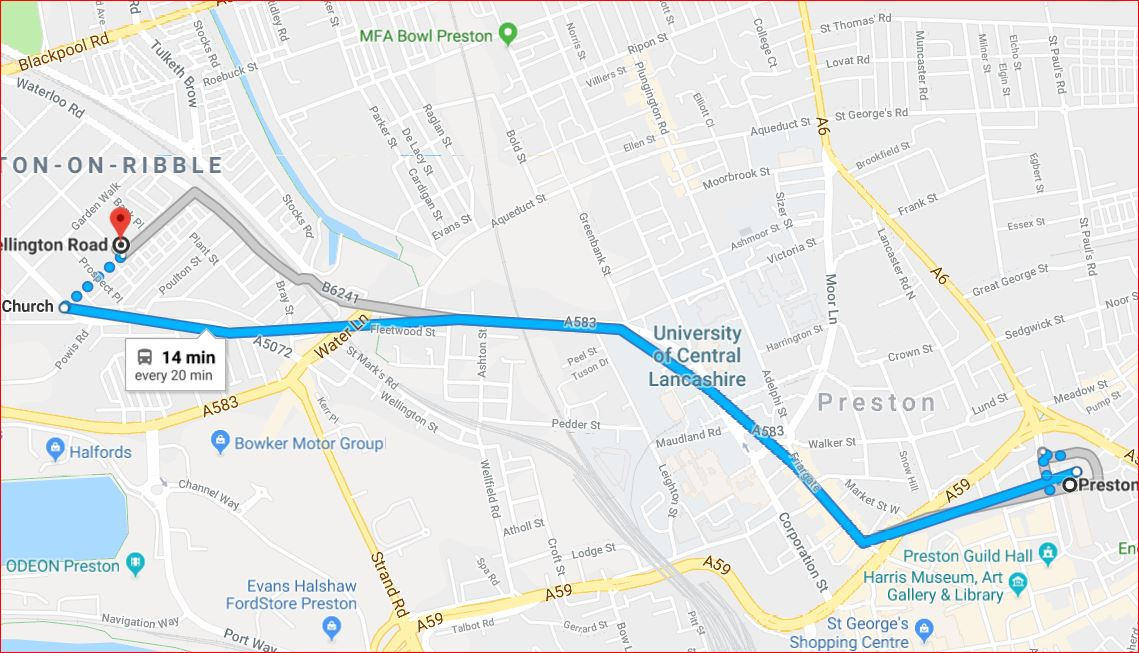 MFA Bowl Preston
Blackpool Rd
Tulketh Brow
Stocks Rd
Roebuck St
Waterloo Rd
TON-ON-RIBBLE
Garden Walk
ellington Road
Prospect Pl
Church
Plant St
Poulton St
Bray St
Stocks Rd
B6241
Parker St
De Lacy St
Cardigan St
Raglan St
Evans St
Aqueduct St
Bold St
Norris St
Ripon St
Villiers St
Plungington Rd
College Ct
Elliott Cl
Ellen St
Aqueduct St
Moorbrook St
Greenbank St
Ashmoor St
Sizer St
Victoria St
Moor Ln
Harrington St
Adelphi St
St Thomas' Rd
Lovat Rd
Muncaster Rd
Milner St
Elcho St
Elgin St
St Paul's Rd
St George's Rd
A6
Brookfield St
Egbert St
Frank St
Essex St
Lancaster Rd N
St Paul's Rd
A6
Great George St
Noor S
Sedgwick St
Crown St
Lund St
Meadow St
Pump St
Preston
Walker St
Snow Hill
Market St W
A59
Preston
Powis Rd
14 min
every 20 min
A5072
Water Ln
Fleetwood St
A583
Ashton St
St Mark's Rd
Wellington St
Kerr Pl
A583
Peel St
Tuson Dr
University
of Central
Lancashire
Pedder St
Maudland Rd
A583
Friargate
Leighton St
Halfords
Bowker Motor Group
Channel Way
Wellfield Rd
Atholl St
Croft St
Lodge St
Spa Rd
ODEON Preston
Evans Halshaw
FordStore Preston
Strand Rd
Navigation Way
Port Way
A59
Talbot Rd
A59
Gerrard St
Bow L
Pitt St
A59
Corporation St
Preston Guild Hall
Harris Museum, Art
Gallery & Library
St George's
Shopping Centre